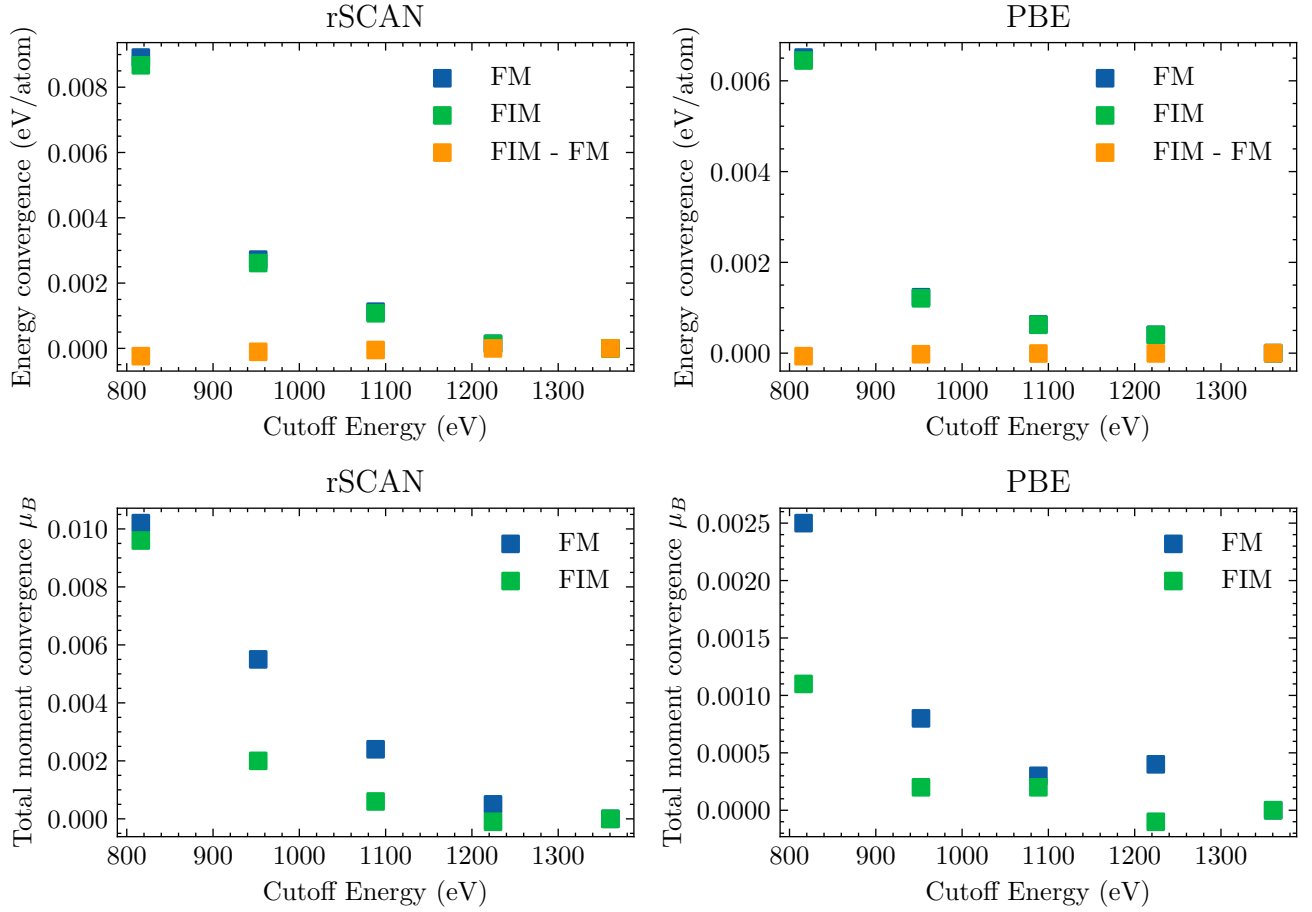 rSCAN
Energy convergence (eV/atom)
0.008
0.006
0.004
0.002
0.000
FM
FIM
FIM - FM
800 900 1000 1100 1200 1300
Cutoff Energy (eV)
PBE
Energy convergence (eV/atom)
0.006
0.004
0.002
0.000
FM
FIM
FIM - FM
800 900 1000 1100 1200 1300
Cutoff Energy (eV)
rSCAN
Total moment convergence μ_B
0.010
0.008
0.006
0.004
0.002
0.000
FM
FIM
800 900 1000 1100 1200 1300
Cutoff Energy (eV)
PBE
Total moment convergence μ_B
0.0025
0.0020
0.0015
0.0010
0.0005
0.0000
FM
FIM
800 900 1000 1100 1200 1300
Cutoff Energy (eV)